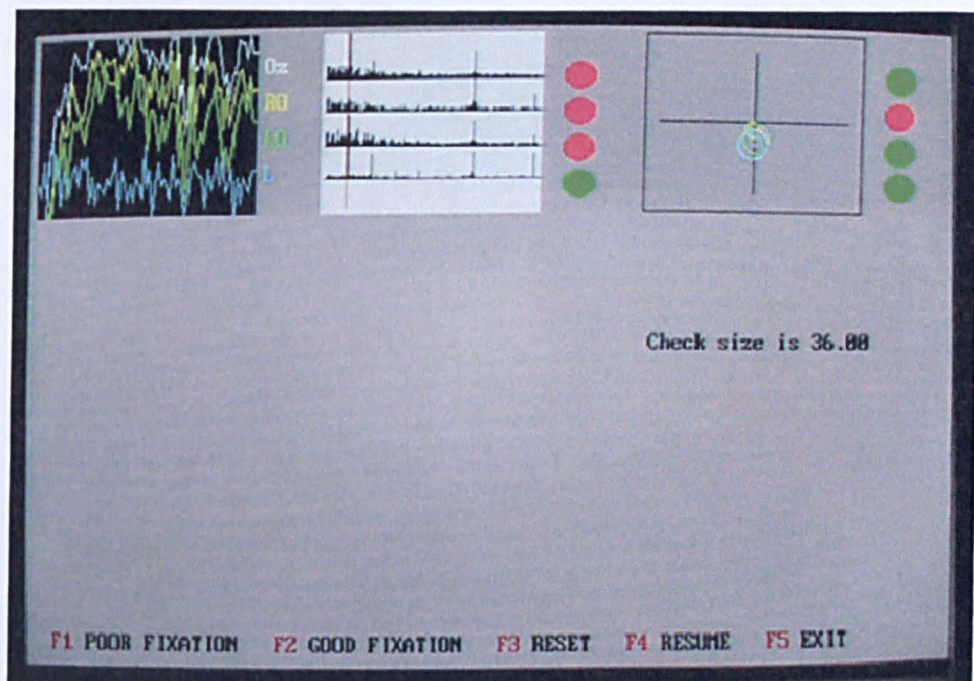 Oz
RO
LO
L
Check size is 36.00
F1 POOR FIXATION F2 GOOD FIXATION F3 RESET F4 RESUME F5 EXIT